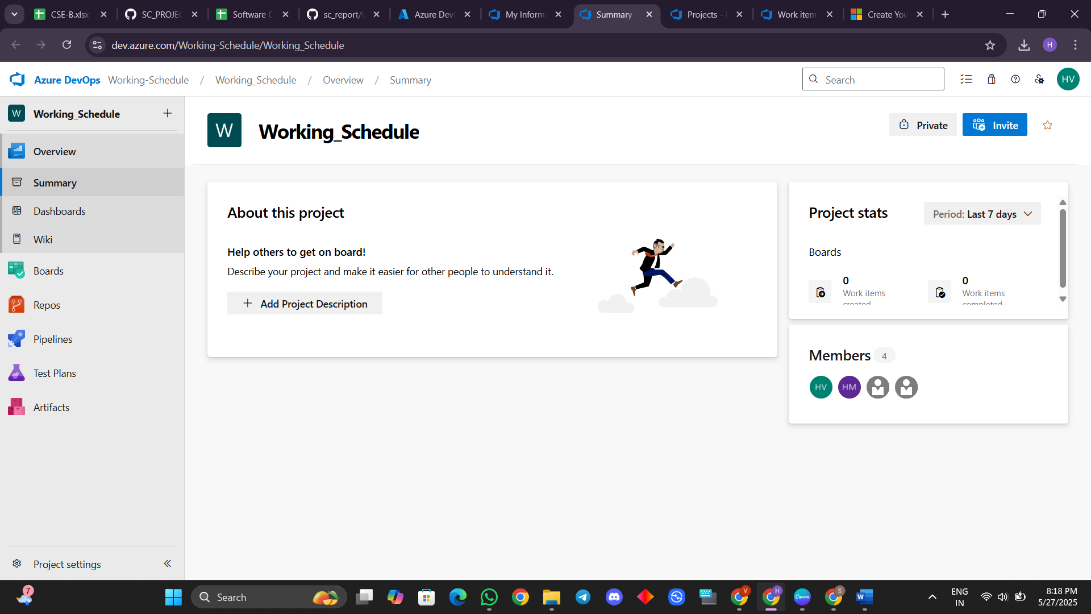 CSE-B.xlsx
SC_PROJEC
Software C
sc_report/
Azure Dev
My Inform
Summary
Projects -
Work item
Create You
dev.azure.com/Working-Schedule/Working_Schedule
H
Azure DevOps Working-Schedule / Working_Schedule / Overview / Summary
Search
HV
W Working_Schedule
W Working_Schedule
Private
Invite
Overview
Summary
Dashboards
Wiki
Boards
Repos
Pipelines
Test Plans
Artifacts
Project settings
About this project
Help others to get on board!
Describe your project and make it easier for other people to understand it.
+ Add Project Description
Project stats
Period: Last 7 days
Boards
0
Work items
created
0
Work items
completed
Members 4
HV HM
7
Search
V
H
Canva
S
W
ENG
IN
8:18 PM
5/27/2025